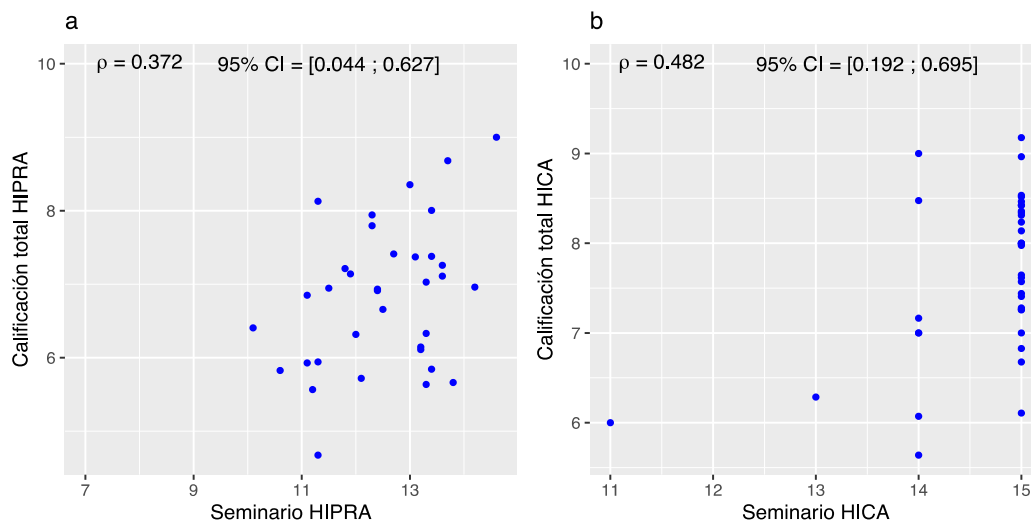 a
ρ = 0.372 95% CI = [0.044 ; 0.627]
Calificación total HIPRA
10
8
6
7 9 11 13
Seminario HIPRA
b
ρ = 0.482 95% CI = [0.192 ; 0.695]
Calificación total HICA
10
9
8
7
6
11 12 13 14 15
Seminario HICA